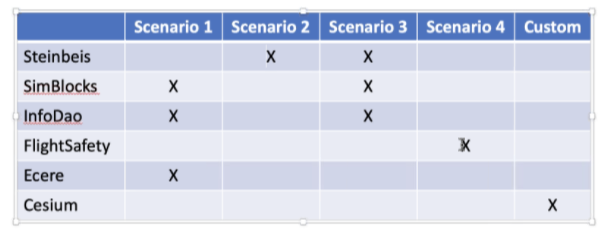 Scenario 1 Scenario 2 Scenario 3 Scenario 4 Custom
Steinbeis X X
SimBlocks X X
InfoDao X X
FlightSafety X
Ecere X
Cesium X